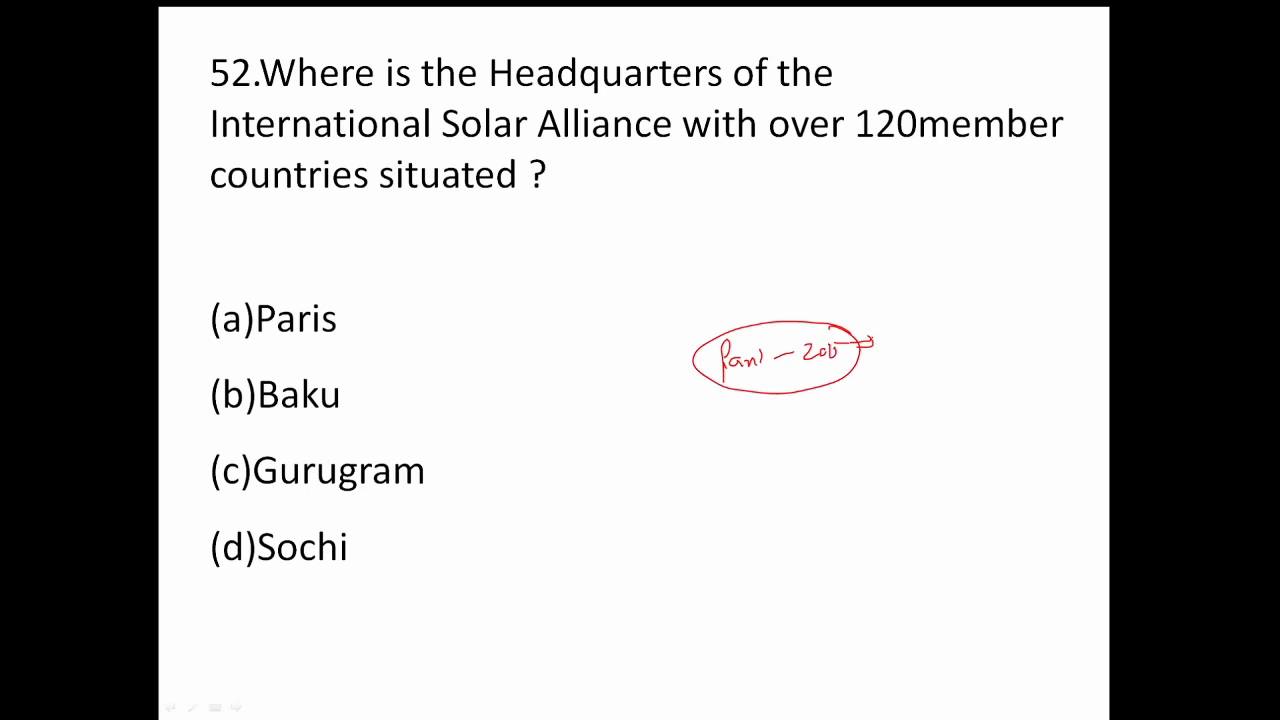 52.Where is the Headquarters of the
International Solar Alliance with over 120member
countries situated ?
(a)Paris
(b)Baku
(c)Gurugram
(d)Sochi